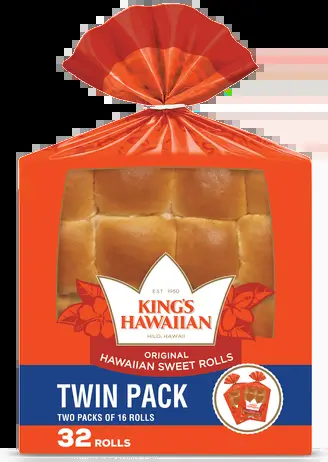 EST 1950
KING'S
HAWAIIAN
HILO, HAWAII
ORIGINAL
HAWAIIAN SWEET ROLLS
TWIN PACK
TWO PACKS OF 16 ROLLS
32 ROLLS